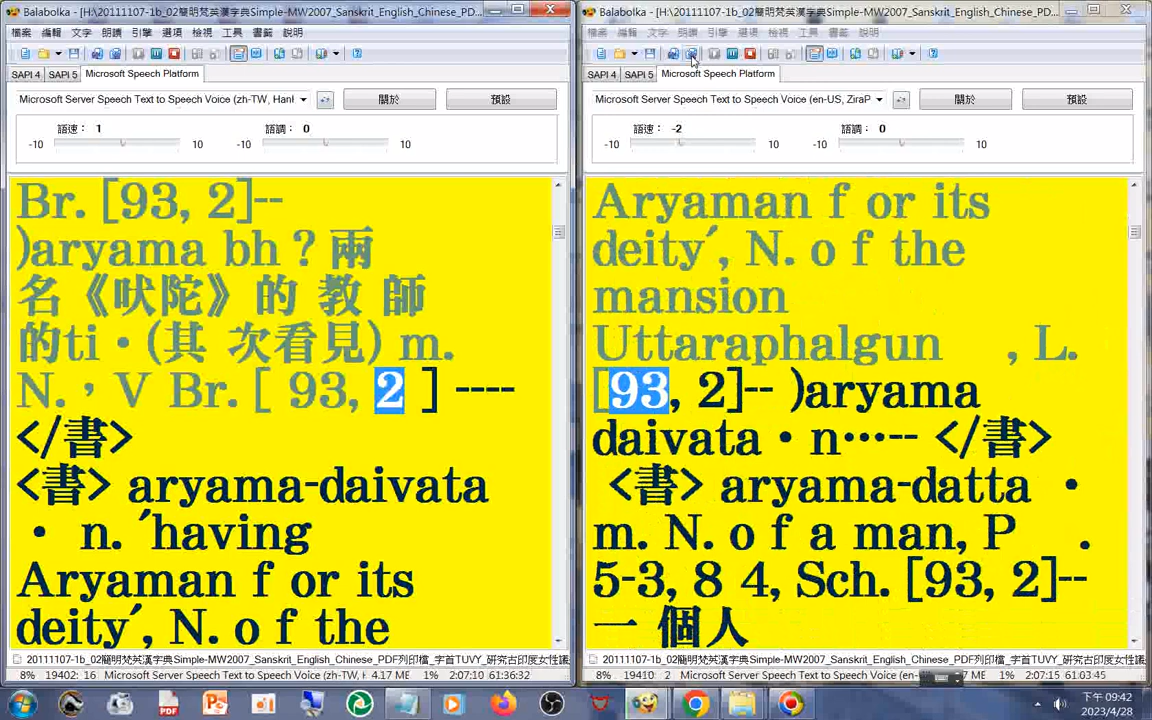 Balabolka - [H:\20111107-1b_02簡明梵英漢字典Simple-MW2007_Sanskrit_English_Chinese_PD...
檔案 編輯 文字 朗讀 引擎 選項 檢視 工具 書籤 說明
SAPI 4 SAPI 5 Microsoft Speech Platform
Microsoft Server Speech Text to Speech Voice (zh-TW, Hanl
關於 預設
語速： 1 語調： 0
-10 10 -10 10
Br. [93, 2]--
)aryama bh？兩
名《吠陀》的 教 師
的ti・(其 次看見) m.
N.，V Br. [ 93, 2 ] ----
</書>
<書> aryama-daivata
・ n. ′having
Aryaman f or its
deity′, N. o f the
20111107-1b_02簡明梵英漢字典Simple-MW2007_Sanskrit_English_Chinese_PDF列印檔_字首TUVY_研究古印度女性議
8% 19402: 16 Microsoft Server Speech Text to Speech Voice (zh-TW, H 4.17 ME 1% 2:07:10 61:36:32
Balabolka - [H:\20111107-1b_02簡明梵英漢字典Simple-MW2007_Sanskrit_English_Chinese_PD...
檔案 編輯 文字 朗讀 引擎 選項 檢視 工具 書籤 說明
SAPI 4 SAPI 5 Microsoft Speech Platform
Microsoft Server Speech Text to Speech Voice (en-US, ZiraP
關於 預設
語速： -2 語調： 0
-10 10 -10 10
Aryaman f or its
deity′, N. o f the
mansion
Uttaraphalgun , L.
[93, 2]-- )aryama
daivata・n…-- </書>
<書> aryama-datta ・
m. N. o f a man, P .
5-3, 8 4, Sch. [93, 2]--
一 個人
20111107-1b_02簡明梵英漢字典Simple-MW2007_Sanskrit_English_Chinese_PDF列印檔_字首TUVY_研究古印度女性議
8% 19410: 2 Microsoft Server Speech Text to Speech Voice (en- 4.17 ME 1% 2:07:15 61:03:45
下午 09:42
2023/4/28